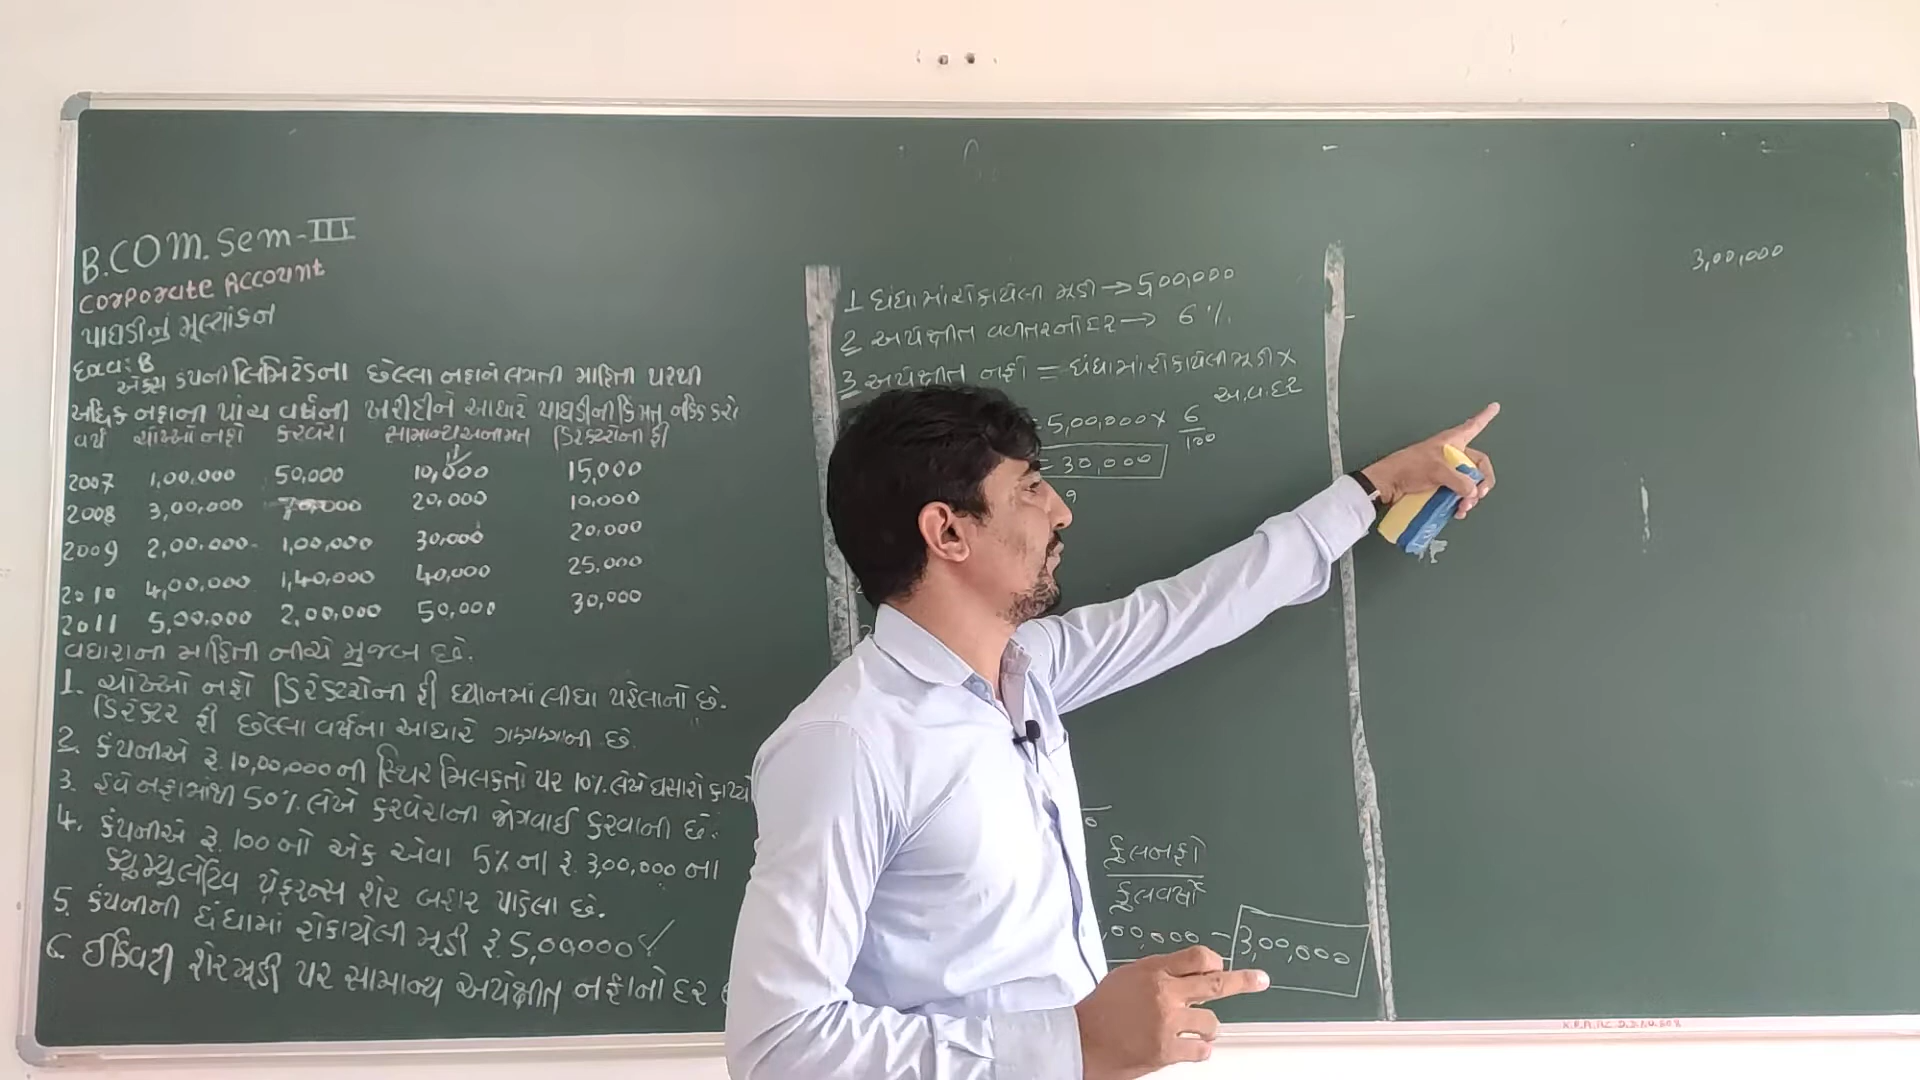 B.COM. Sem-III
Corporate Account
પાઘડીનું મૂલ્યાંકન
દાખલો: B
એક્સ કંપની લિમિટેડના છેલ્લા નફાને લગતી માહિતી પરથી
અધિક નફાની પાંચ વર્ષની ખરીદીને આધારે પાઘડીની કિંમત નક્કિ કરો
વર્ષ ચોખ્ખો નફો કરવેરા સામાન્ય અનામત ડિરેક્ટરોની ફી
2007 1,00,000 50,000 10,000 15,000
2008 3,00,000 70,000 20,000 10,000
2009 2,00,000 1,00,000 30,000 20,000
2010 4,00,000 1,40,000 40,000 25,000
2011 5,00,000 2,00,000 50,000 30,000
વધારાની માહિતી નીચે મુજબ છે.
1. ચોખ્ખો નફો ડિરેક્ટરોની ફી ધ્યાનમાં લીધા પહેલાનો છે.
ડિરેક્ટર ફી છેલ્લા વર્ષના આધારે ગણવાની છે
2. કંપનીએ રૂ. 10,00,000 ની સ્થિર મિલકતો પર 10% લેખે ઘસારો કાપ્યો
3. હવે નફામાંથી 50% લેખે કરવેરાની જોગવાઈ કરવાની છે.
4. કંપનીએ રૂ. 100 નો એક એવા 5% ના રૂ. 3,00,000 ના
ક્યુમ્યુલેટિવ પ્રેફરન્સ શેર બહાર પાડેલા છે.
5. કંપનીની ધંધામાં રોકાયેલી મૂડી રૂ. 5,00,000 ✓
6. ઈક્વિટી શેરમૂડી પર સામાન્ય અપેક્ષીત નફાનો દર
1 ધંધામાં રોકાયેલી મૂડી → 5,00,000
2 અપેક્ષીત વળતરનો દર → 6%
3 અપેક્ષીત નફો = ધંધામાં રોકાયેલી મૂડી ×
અ.વ.દર
= 5,00,000 × 6/100
= 30,000
કુલ નફો
કુલ વર્ષો
,00,000 = 3,00,000
3,00,000